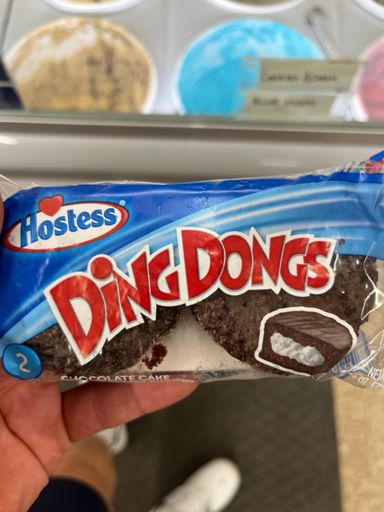 Hostess
DING DONGS
2
CHOCOLATE CAKE